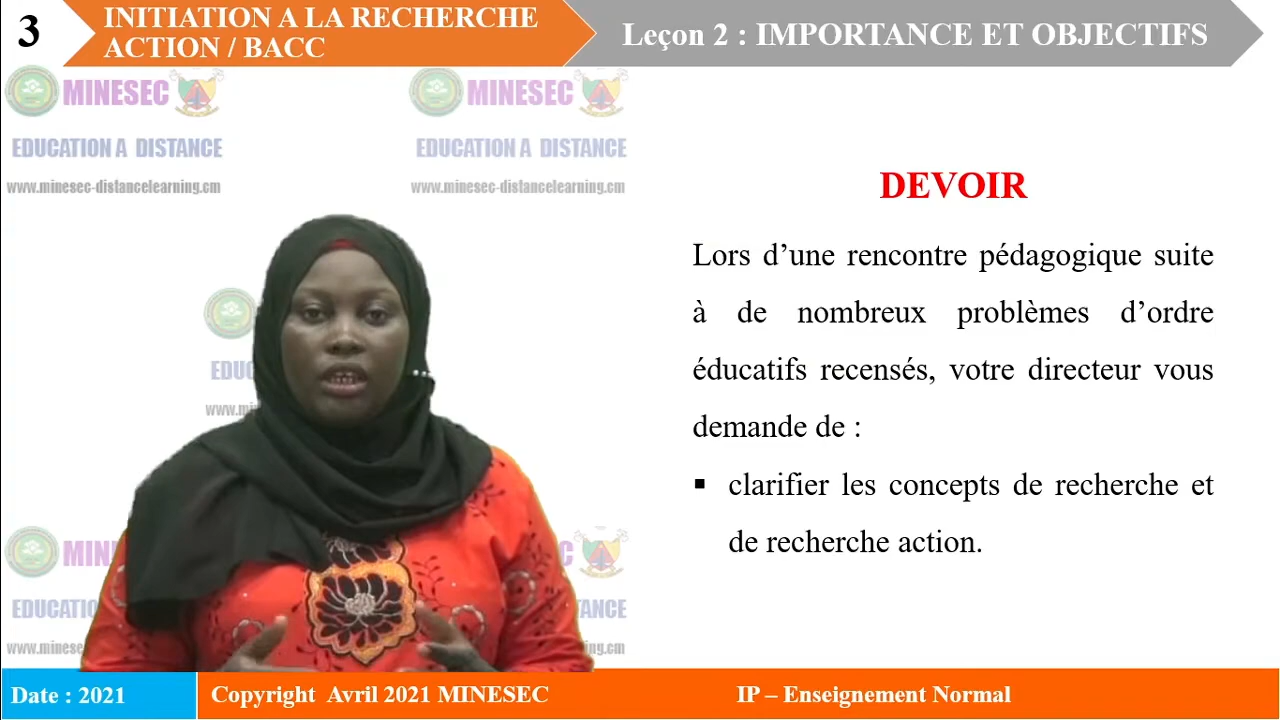 3
INITIATION A LA RECHERCHE
ACTION / BACC
Leçon 2 : IMPORTANCE ET OBJECTIFS
MINESEC
EDUCATION A DISTANCE
www.minesec-distancelearning.cm
MINESEC
EDUCATION A DISTANCE
www.minesec-distancelearning.cm
DEVOIR
Lors d’une rencontre pédagogique suite
à de nombreux problèmes d’ordre
éducatifs recensés, votre directeur vous
demande de :
▪ clarifier les concepts de recherche et
de recherche action.
Date : 2021
Copyright Avril 2021 MINESEC
IP – Enseignement Normal